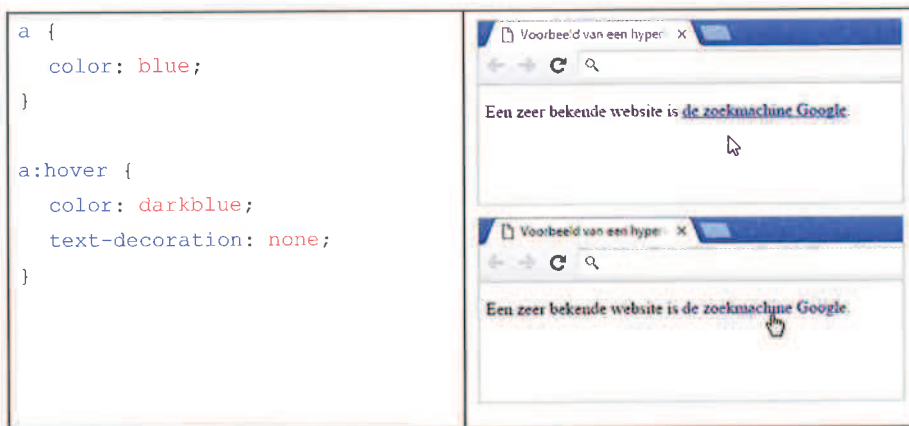 a {
color: blue;
}
a:hover {
color: darkblue;
text-decoration: none;
}
Voorbeeld van een hyper
Een zeer bekende website is de zoekmachine Google.
Voorbeeld van een hyper
Een zeer bekende website is de zoekmachine Google.